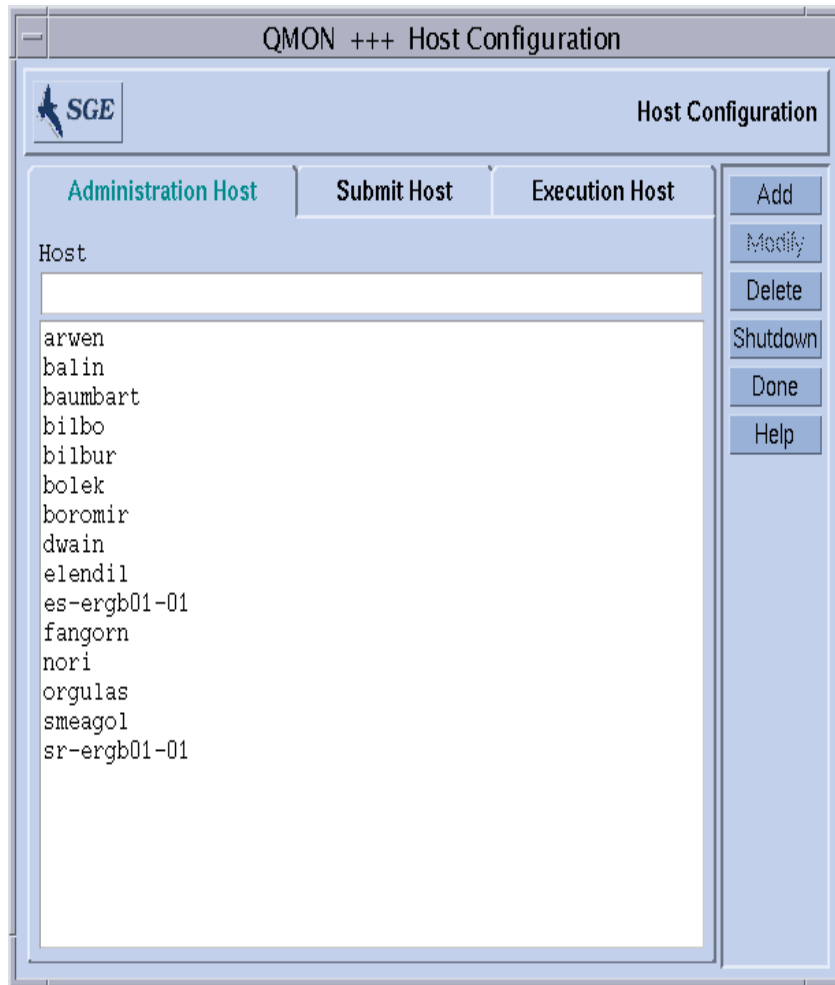 QMON +++ Host Configuration
SGE
Host Configuration
Administration Host
Submit Host
Execution Host
Host
arwen
balin
baumbart
bilbo
bilbur
bolek
boromir
dwain
elendil
es-ergb01-01
fangorn
nori
orgulas
smeagol
sr-ergb01-01
Add
Modify
Delete
Shutdown
Done
Help